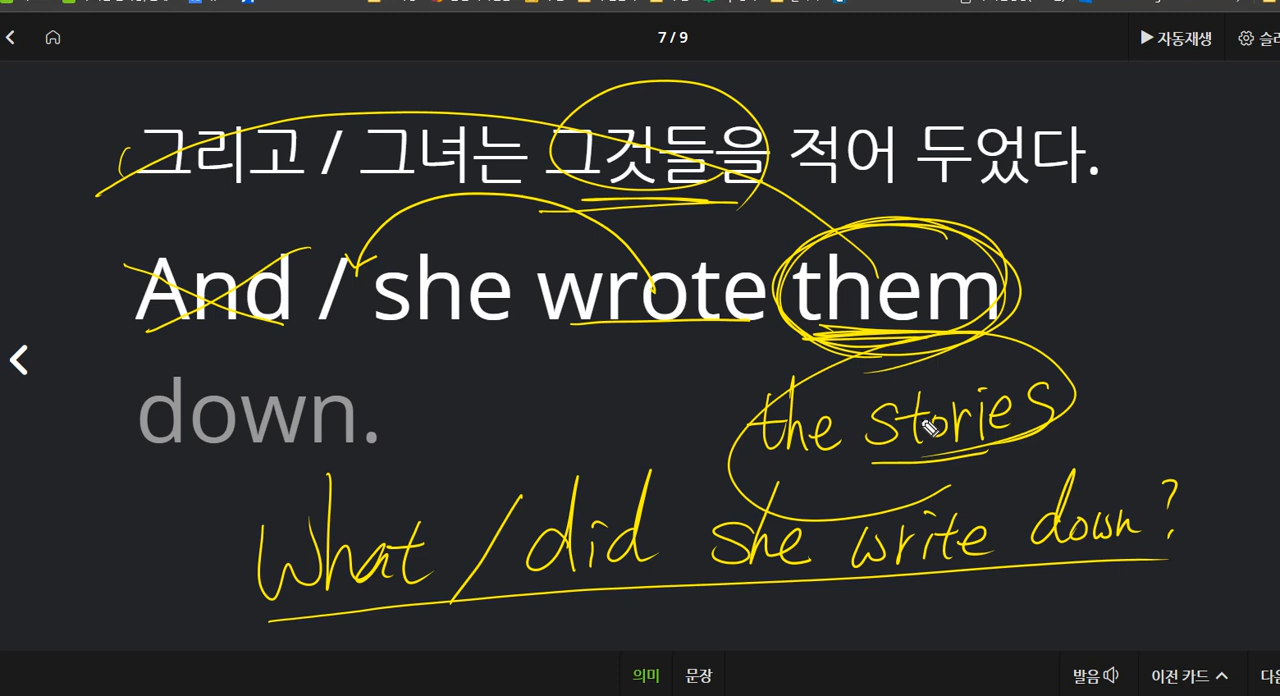 7 / 9
자동재생
그리고 / 그녀는 그것들을 적어 두었다.
And / she wrote them
down.
the stories
What / did she write down?
의미 문장 발음 이전 카드